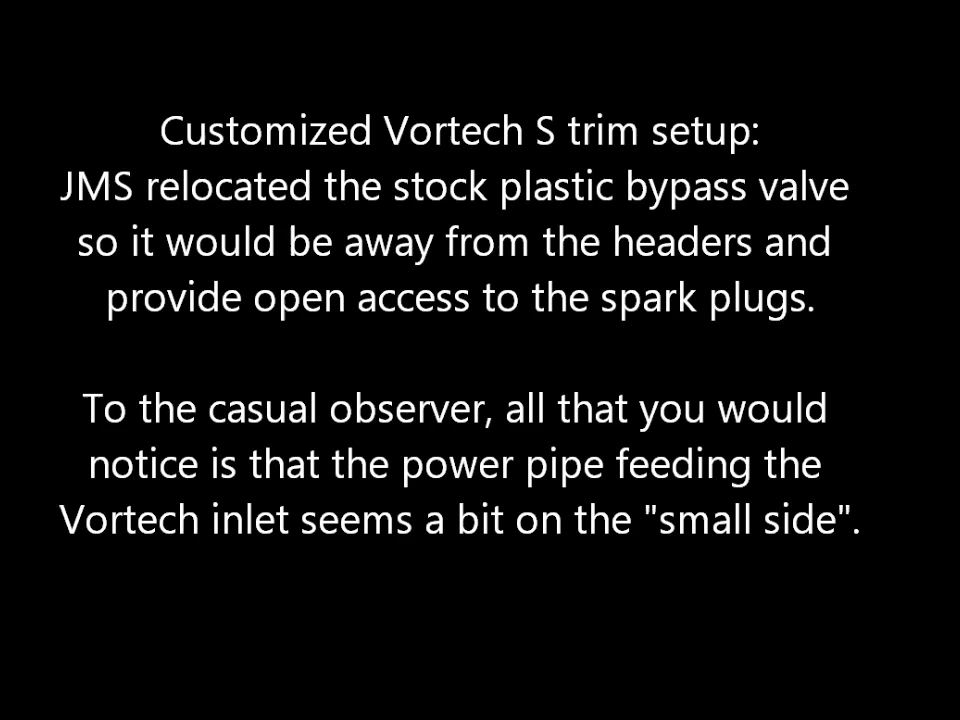 Customized Vortech S trim setup:
JMS relocated the stock plastic bypass valve
so it would be away from the headers and
provide open access to the spark plugs.
To the casual observer, all that you would
notice is that the power pipe feeding the
Vortech inlet seems a bit on the "small side".